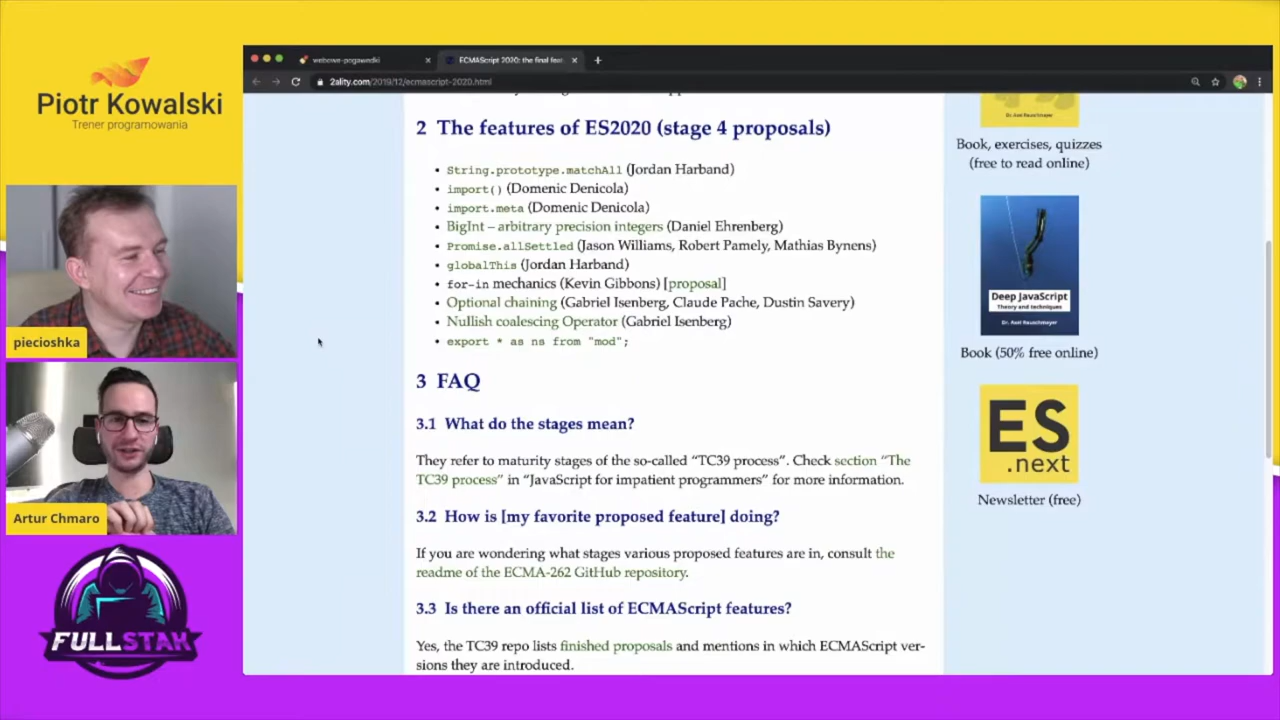 Piotr Kowalski
Trener programowania
piecioshka
Artur Chmaro
FULLSTAK
webowe-pogawedki
ECMAScript 2020: the final fea
2ality.com/2019/12/ecmascript-2020.html
2 The features of ES2020 (stage 4 proposals)
• String.prototype.matchAll (Jordan Harband)
• import() (Domenic Denicola)
• import.meta (Domenic Denicola)
• BigInt – arbitrary precision integers (Daniel Ehrenberg)
• Promise.allSettled (Jason Williams, Robert Pamely, Mathias Bynens)
• globalThis (Jordan Harband)
• for-in mechanics (Kevin Gibbons) [proposal]
• Optional chaining (Gabriel Isenberg, Claude Pache, Dustin Savery)
• Nullish coalescing Operator (Gabriel Isenberg)
• export * as ns from "mod";
3 FAQ
3.1 What do the stages mean?
They refer to maturity stages of the so-called “TC39 process”. Check section “The
TC39 process” in “JavaScript for impatient programmers” for more information.
3.2 How is [my favorite proposed feature] doing?
If you are wondering what stages various proposed features are in, consult the
readme of the ECMA-262 GitHub repository.
3.3 Is there an official list of ECMAScript features?
Yes, the TC39 repo lists finished proposals and mentions in which ECMAScript ver-
sions they are introduced.
Dr. Axel Rauschmayer
Book, exercises, quizzes
(free to read online)
Deep JavaScript
Theory and techniques
Dr. Axel Rauschmayer
Book (50% free online)
ES
.next
Newsletter (free)